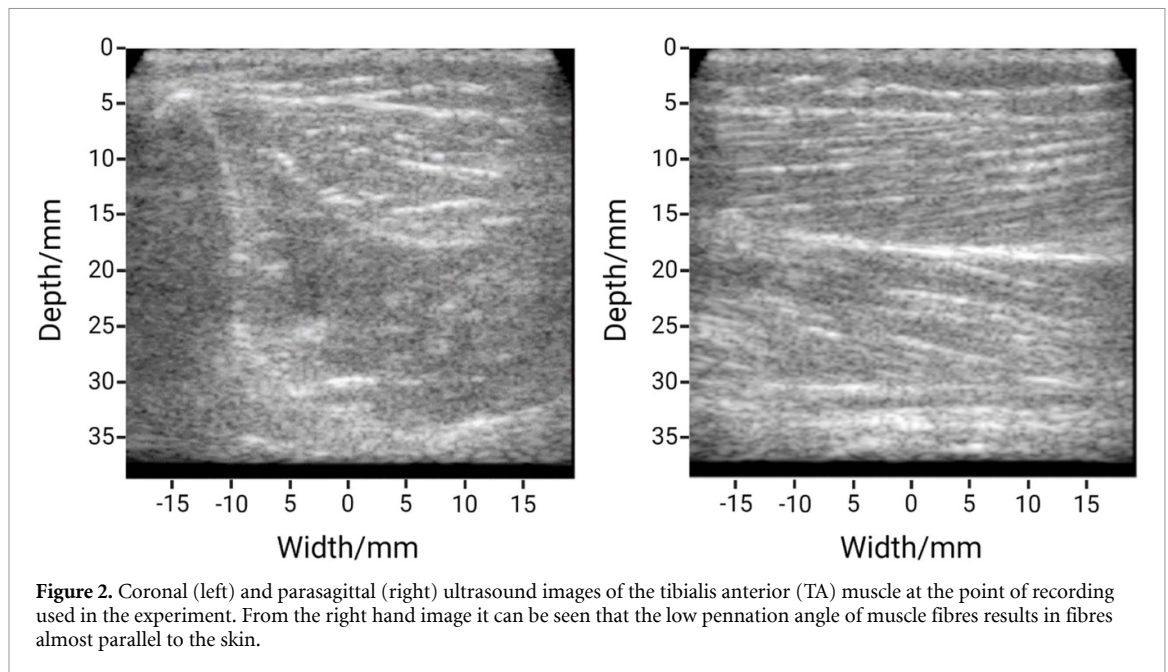 0
5
10
15
20
25
30
35
Depth/mm
-15 -10 5 0 5 10 15
Width/mm
0
5
10
15
20
25
30
35
Depth/mm
-15 -10 5 0 5 10 15
Width/mm
Figure 2. Coronal (left) and parasagittal (right) ultrasound images of the tibialis anterior (TA) muscle at the point of recording
used in the experiment. From the right hand image it can be seen that the low pennation angle of muscle fibres results in fibres
almost parallel to the skin.